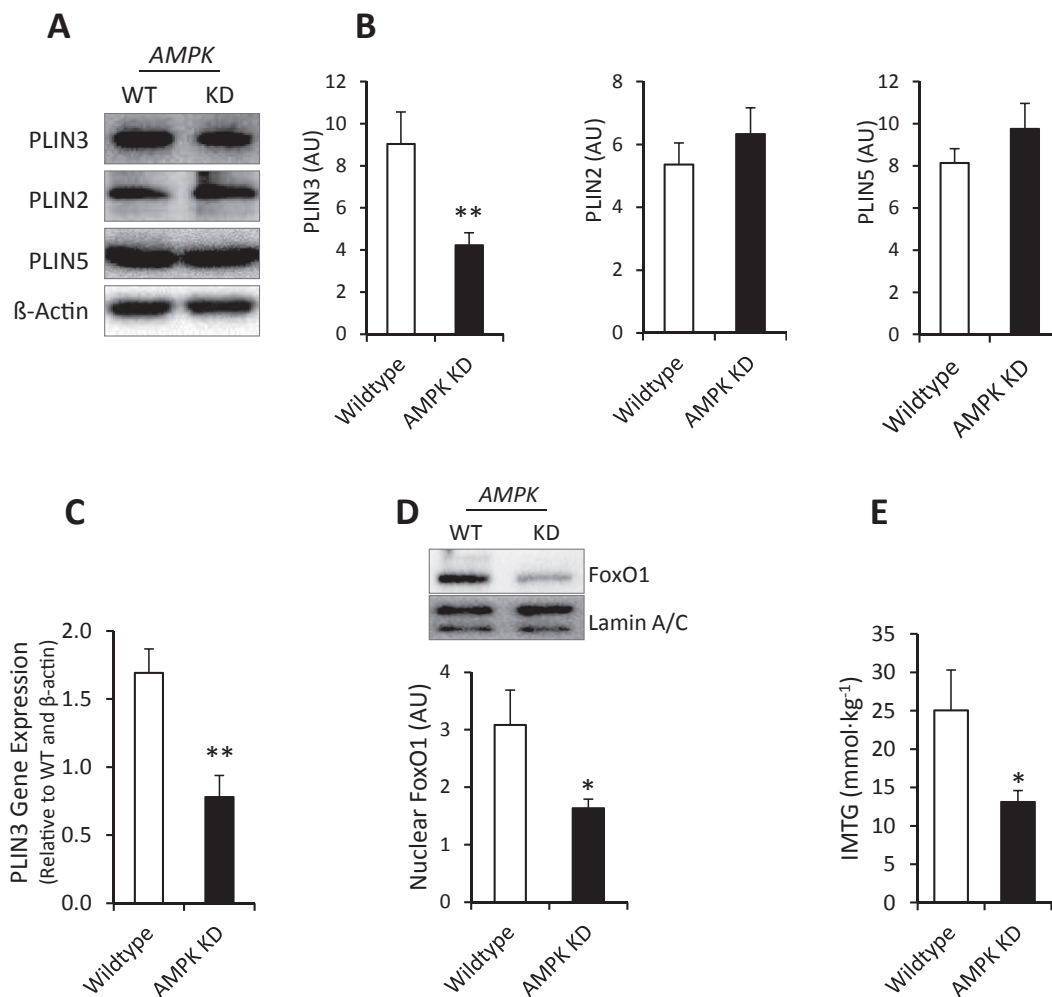 A
AMPK
WT KD
PLIN3
PLIN2
PLIN5
ß-Actin
B
PLIN3 (AU)
12
10
8
6
4
2
0
**
Wildtype
AMPK KD
PLIN2 (AU)
8
6
4
2
0
Wildtype
AMPK KD
PLIN5 (AU)
12
10
8
6
4
2
0
Wildtype
AMPK KD
C
PLIN3 Gene Expression
(Relative to WT and β-actin)
2.0
1.5
1.0
0.5
0.0
**
Wildtype
AMPK KD
D
AMPK
WT KD
FoxO1
Lamin A/C
Nuclear FoxO1 (AU)
4
3
2
1
0
*
Wildtype
AMPK KD
E
IMTG (mmol·kg⁻¹)
35
30
25
20
15
10
5
0
*
Wildtype
AMPK KD